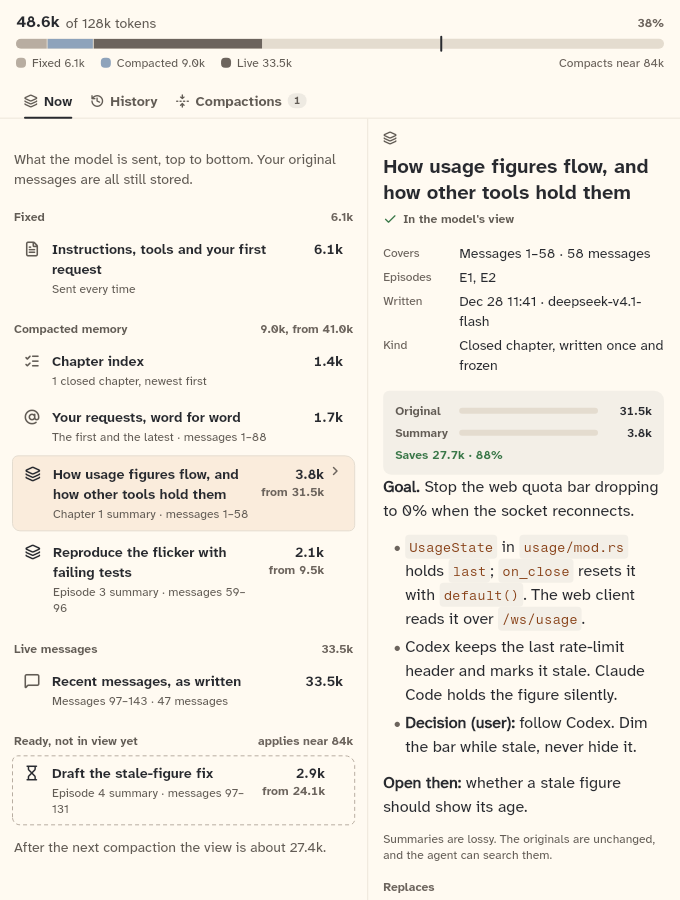 48.6k of 128k tokens
38%
Fixed 6.1k
Compacted 9.0k
Live 33.5k
Compacts near 84k
Now
History
Compactions 1
What the model is sent, top to bottom. Your original
messages are all still stored.
Fixed
6.1k
Instructions, tools and your first
request
6.1k
Sent every time
Compacted memory
9.0k, from 41.0k
Chapter index
1.4k
1 closed chapter, newest first
Your requests, word for word
1.7k
The first and the latest · messages 1–88
How usage figures flow, and
how other tools hold them
3.8k
from 31.5k
Chapter 1 summary · messages 1–58
Reproduce the flicker with
failing tests
2.1k
from 9.5k
Episode 3 summary · messages 59–
96
Live messages
33.5k
Recent messages, as written
33.5k
Messages 97–143 · 47 messages
Ready, not in view yet
applies near 84k
Draft the stale-figure fix
2.9k
Episode 4 summary · messages 97–
131
from 24.1k
After the next compaction the view is about 27.4k.
How usage figures flow, and
how other tools hold them
In the model's view
Covers
Messages 1–58 · 58 messages
Episodes
E1, E2
Written
Dec 28 11:41 · deepseek-v4.1-
flash
Kind
Closed chapter, written once and
frozen
Original
31.5k
Summary
3.8k
Saves 27.7k · 88%
Goal. Stop the web quota bar dropping
to 0% when the socket reconnects.
• UsageState in usage/mod.rs
holds last; on_close resets it
with default(). The web client
reads it over /ws/usage.
• Codex keeps the last rate-limit
header and marks it stale. Claude
Code holds the figure silently.
• Decision (user): follow Codex. Dim
the bar while stale, never hide it.
Open then: whether a stale figure
should show its age.
Summaries are lossy. The originals are unchanged,
and the agent can search them.
Replaces